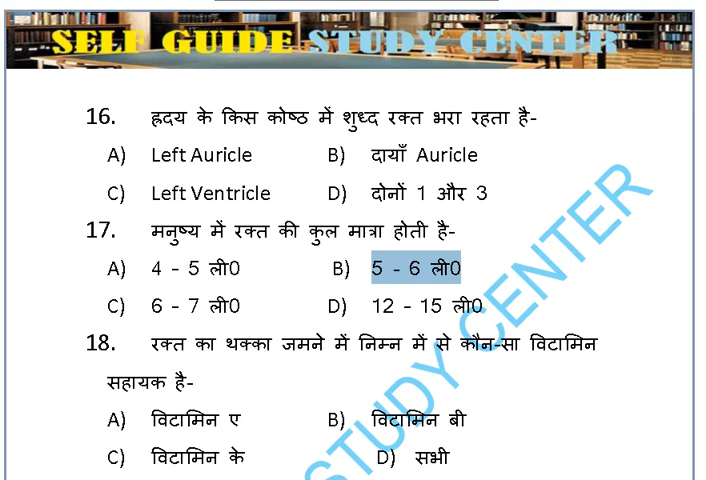 SELF GUIDE STUDY CENTER
16. ह्रदय के किस कोष्ठ में शुध्द रक्त भरा रहता है-
A) Left Auricle B) दायाँ Auricle
C) Left Ventricle D) दोनों 1 और 3
17. मनुष्य में रक्त की कुल मात्रा होती है-
A) 4 - 5 ली0 B) 5 - 6 ली0
C) 6 - 7 ली0 D) 12 - 15 ली0
18. रक्त का थक्का जमने में निम्न में से कौन-सा विटामिन
सहायक है-
A) विटामिन ए B) विटामिन बी
C) विटामिन के D) सभी
STUDY CENTER